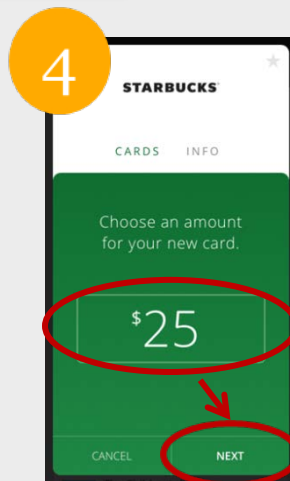 4
STARBUCKS
CARDS INFO
Choose an amount
for your new card.
$25
CANCEL NEXT